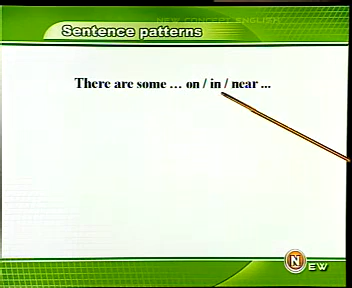 NEW CONCEPT ENGLISH
Sentence patterns
There are some ... on / in / near ...
NEW